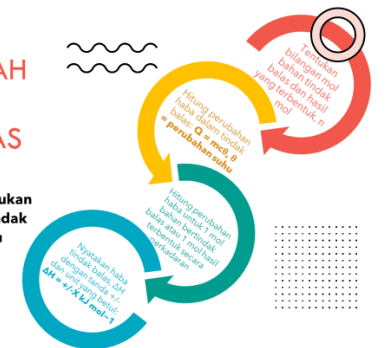 AH
AS
ukan
dak
Tentukan
bilangan mol
bahan tindak
balas dan hasil
yang terbentuk, n
mol
Hitung perubahan
haba dalam tindak
balas: Q = mcθ, θ
= perubahan suhu
Hitung perubahan
haba untuk 1 mol
bahan bertindak
balas atau 1 mol hasil
terbentuk secara
perkadaran
Nyatakan haba
tindak balas, ΔH
dengan tanda +/-
dan unit yang betul:
ΔH = +/-X kJ mol−1